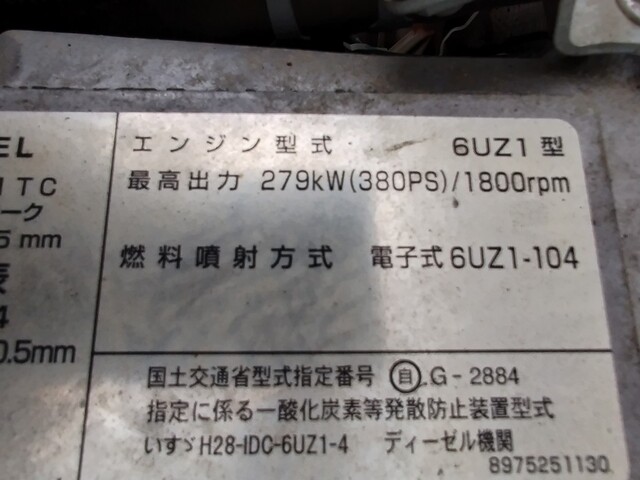 EL
エンジン型式 6UZ1型
1TC
最高出力 279kW(380PS)/1800rpm
ーク
5mm
燃料噴射方式 電子式6UZ1-104
表
4
0.5mm
国土交通省型式指定番号 自.G-2884
指定に係る一酸化炭素等発散防止装置型式
いすゞH28-IDC-6UZ1-4 ディーゼル機関
8975251130